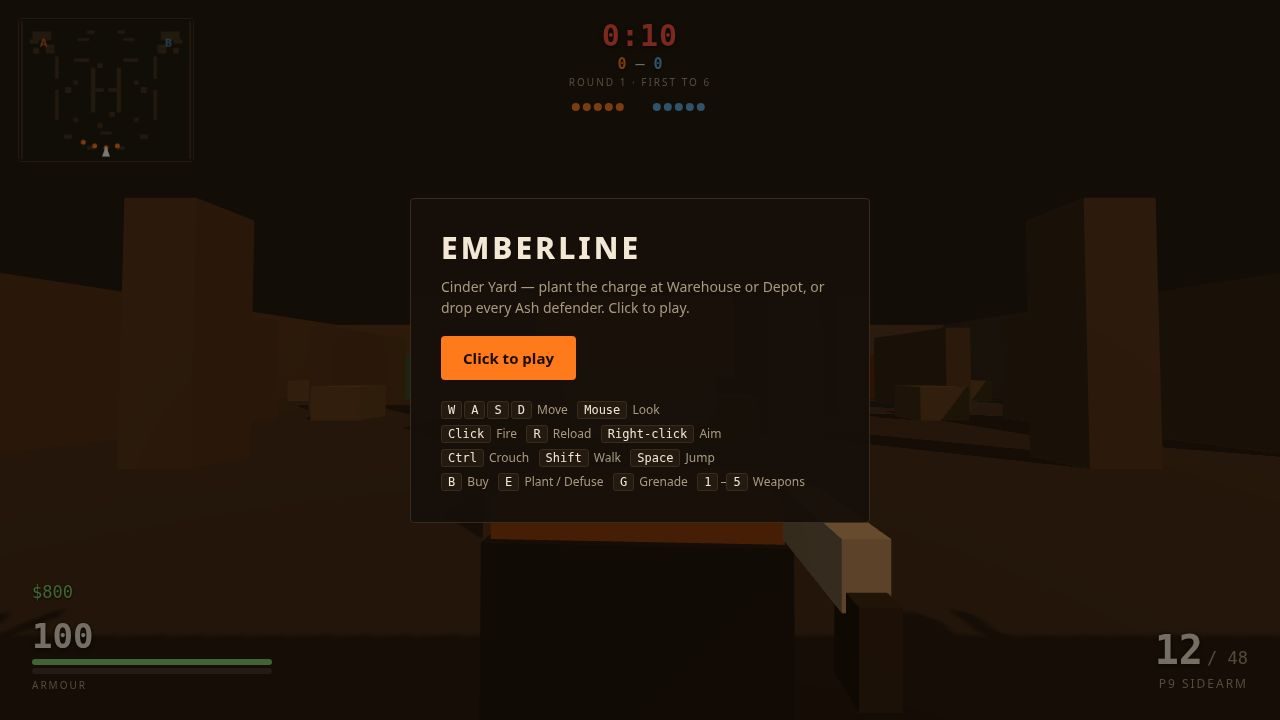 A
B
0:10
0 — 0
ROUND 1 · FIRST TO 6
EMBERLINE
Cinder Yard — plant the charge at Warehouse or Depot, or
drop every Ash defender. Click to play.
Click to play
W A S D Move Mouse Look
Click Fire R Reload Right-click Aim
Ctrl Crouch Shift Walk Space Jump
B Buy E Plant / Defuse G Grenade 1 – 5 Weapons
$800
100
ARMOUR
12 / 48
P9 SIDEARM